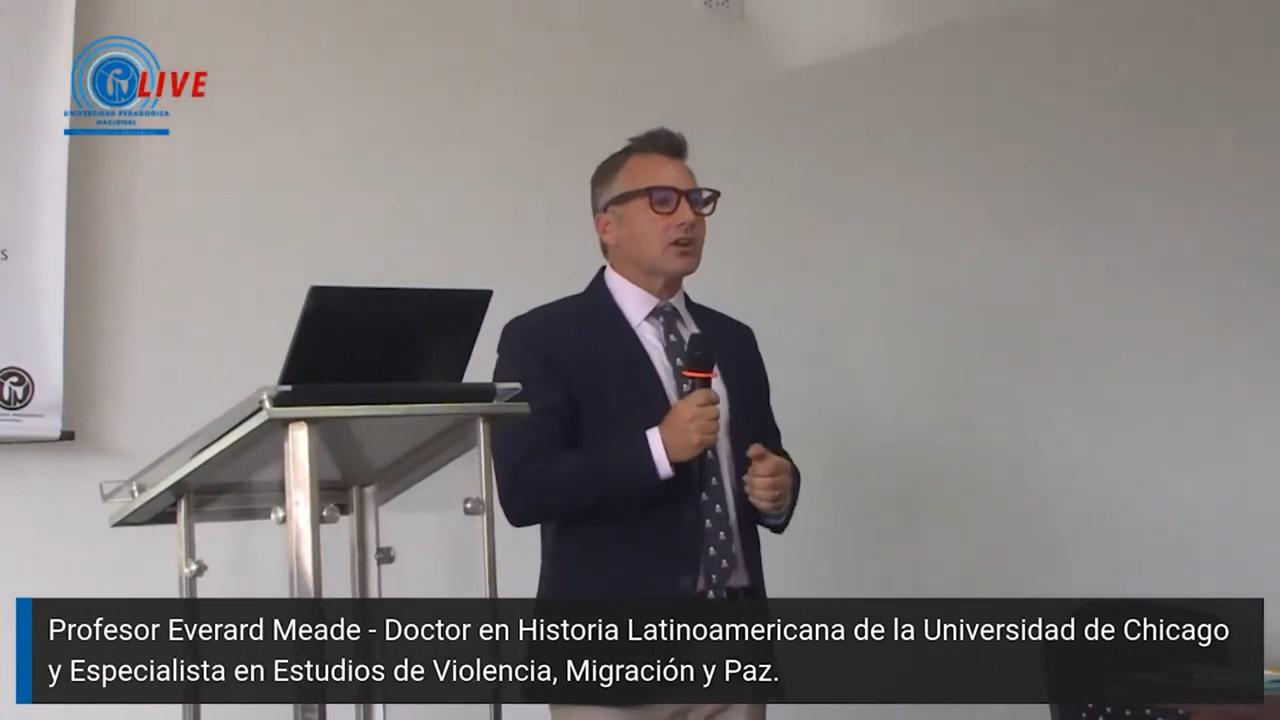 LIVE
UNIVERSIDAD PEDAGOGICA
NACIONAL
S
Profesor Everard Meade - Doctor en Historia Latinoamericana de la Universidad de Chicago
y Especialista en Estudios de Violencia, Migración y Paz.